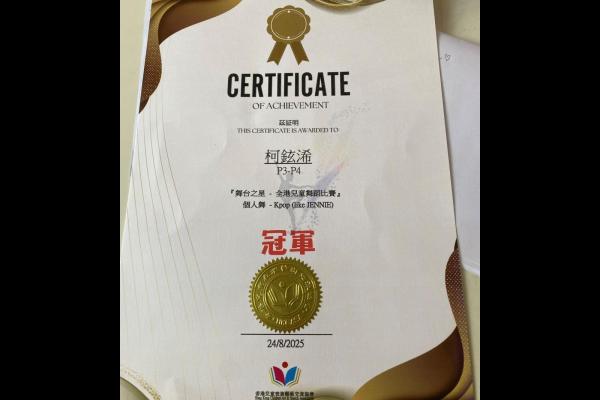 CERTIFICATE
OF ACHIEVEMENT
茲証明
THIS CERTIFICATE IS AWARDED TO
柯鉉浠
P3-P4
『舞台之星 - 全港兒童舞蹈比賽』
個人舞 - Kpop (like JENNIE)
冠軍
24/8/2025